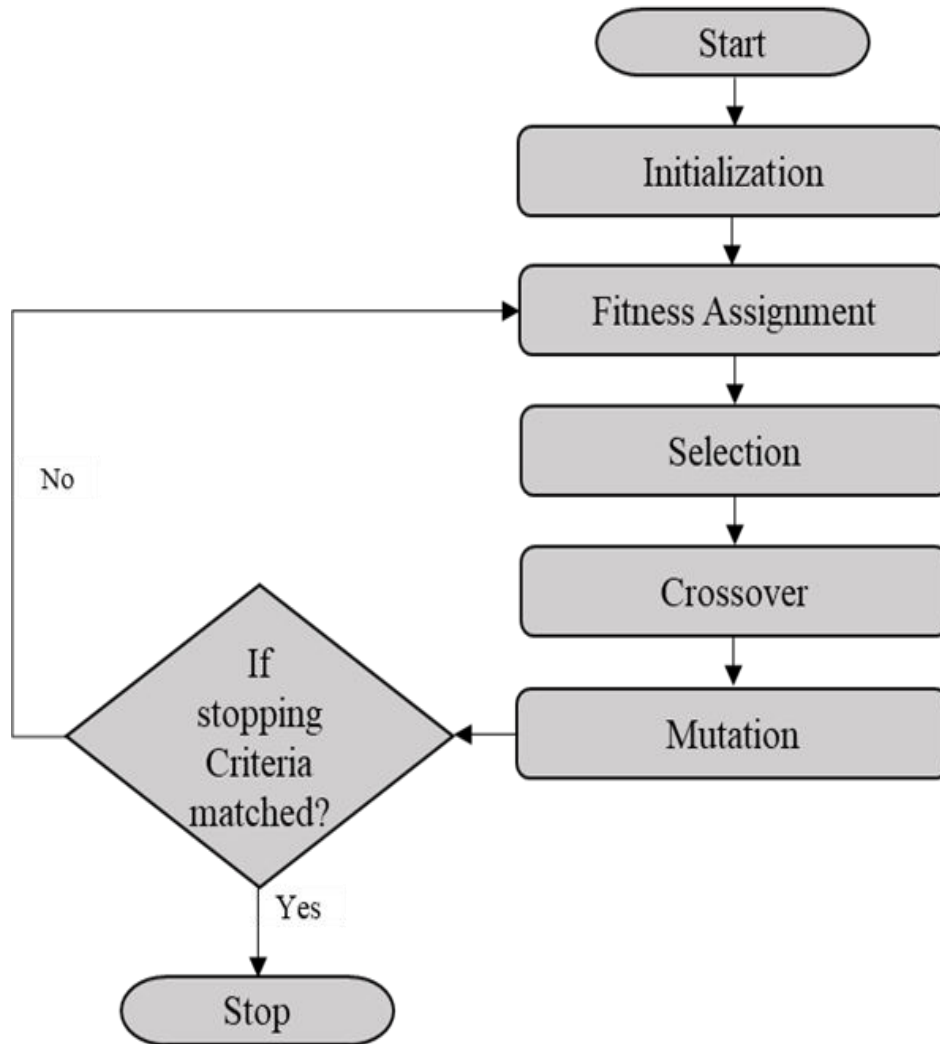 Start
Initialization
Fitness Assignment
Selection
Crossover
Mutation
If
stopping
Criteria
matched?
No
Yes
Stop